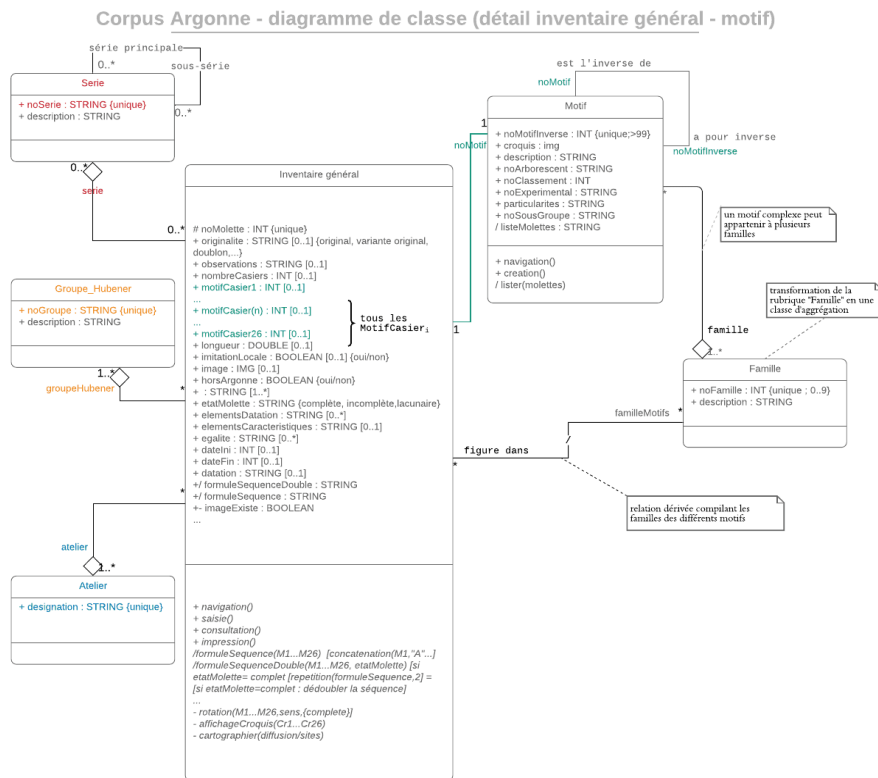 Corpus Argonne - diagramme de classe (détail inventaire général - motif)
série principale
0..*
sous-série
0..*
Serie
+ noSerie : STRING {unique}
+ description : STRING
0..*
serie
0..*
Groupe_Hubener
+ noGroupe : STRING {unique}
+ description : STRING
1..*
groupeHubener
*
*
atelier
1..*
Atelier
+ designation : STRING {unique}
Inventaire général
# noMolette : INT {unique}
+ originalite : STRING [0..1] {original, variante original,
doublon,...}
+ observations : STRING [0..1]
+ nombreCasiers : INT [0..1]
+ motifCasier1 : INT [0..1]
...
+ motifCasier(n) : INT [0..1]
...
+ motifCasier26 : INT [0..1]
+ longueur : DOUBLE [0..1]
+ imitationLocale : BOOLEAN [0..1] {oui/non}
+ image : IMG [0..1]
+ horsArgonne : BOOLEAN {oui/non}
+ : STRING [1..*]
+ etatMolette : STRING {complète, incomplète,lacunaire}
+ elementsDatation : STRING [0..*]
+ elementsCaracteristiques : STRING [0..1]
+ egalite : STRING [0..*]
+ dateIni : INT [0..1]
+ dateFin : INT [0..1]
+ datation : STRING [0..1]
+/ formuleSequenceDouble : STRING
+/ formuleSequence : STRING
+- imageExiste : BOOLEAN
...
+ navigation()
+ saisie()
+ consultation()
+ impression()
/formuleSequence(M1...M26) [concatenation(M1,"A"...]
/formuleSequenceDouble(M1...M26, etatMolette) [si
etatMolette= complet [repetition(formuleSequence,2] =
[si etatMolette=complet : dédoubler la séquence]
...
- rotation(M1...M26,sens,{complete}]
- affichageCroquis(Cr1...Cr26)
- cartographier(diffusion/sites)
tous les
MotifCasieri
est l'inverse de
noMotif
a pour inverse
noMotifInverse
1
noMotif
1
Motif
+ noMotifInverse : INT {unique;>99}
+ croquis : img
+ description : STRING
+ noArborescent : STRING
+ noClassement : INT
+ noExperimental : STRING
+ particularites : STRING
+ noSousGroupe : STRING
/ listeMolettes : STRING
+ navigation()
+ creation()
/ lister(molettes)
*
un motif complexe peut
appartenir à plusieurs
familles
transformation de la
rubrique "Famille" en une
classe d'aggrégation
famille
1..*
Famille
+ noFamille : INT {unique ; 0..9}
+ description : STRING
familleMotifs
*
/
figure dans
*
relation dérivée compilant les
familles des différents motifs